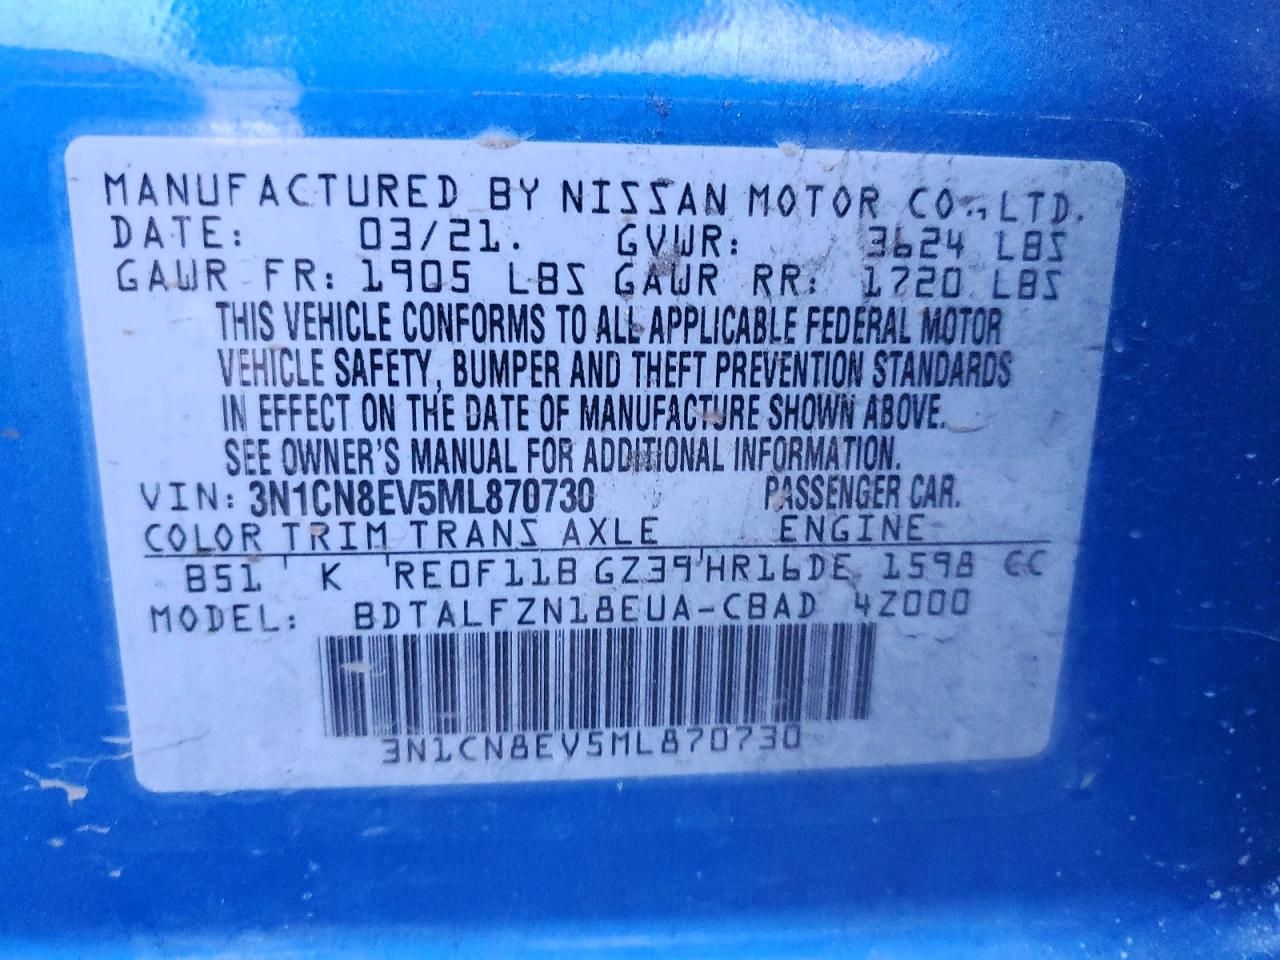 MANUFACTURED BY NISSAN MOTOR CO., LTD.
DATE: 03/21. GVWR: 3624 LBS
GAWR FR: 1905 LBS GAWR RR: 1720 LBS
THIS VEHICLE CONFORMS TO ALL APPLICABLE FEDERAL MOTOR
VEHICLE SAFETY, BUMPER AND THEFT PREVENTION STANDARDS
IN EFFECT ON THE DATE OF MANUFACTURE SHOWN ABOVE.
SEE OWNER'S MANUAL FOR ADDITIONAL INFORMATION.
VIN: 3N1CN8EV5ML870730 PASSENGER CAR.
COLOR TRIM TRANS AXLE ENGINE
B51 ' K 'RE0F11B GZ39'HR16DE 1598 CC
MODEL: BDTALFZN18EUA-CBAD 4Z000
3N1CN8EV5ML870730